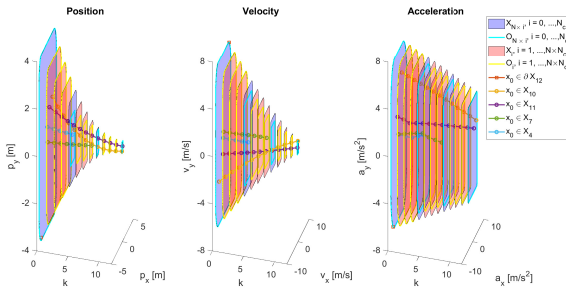 Position
Velocity
Acceleration
4
2
0
-2
-4
p_y [m]
0
5
10
k
5
0
-5
p_x [m]
8
4
0
-4
-8
v_y [m/s]
0
5
10
k
10
0
-10
v_x [m/s]
8
4
0
-4
-8
a_y [m/s²]
0
5
10
k
10
0
-10
a_x [m/s²]
X_{N × i}, i = 0, ...,N_c
O_{N × i}, i = 0, ...,N_c
X_i, i = 1, ...,N×N_c
O_i, i = 1, ...,N×N_c
x_0 ∈ ∂ X_12
x_0 ∈ X_10
x_0 ∈ X_11
x_0 ∈ X_7
x_0 ∈ X_4